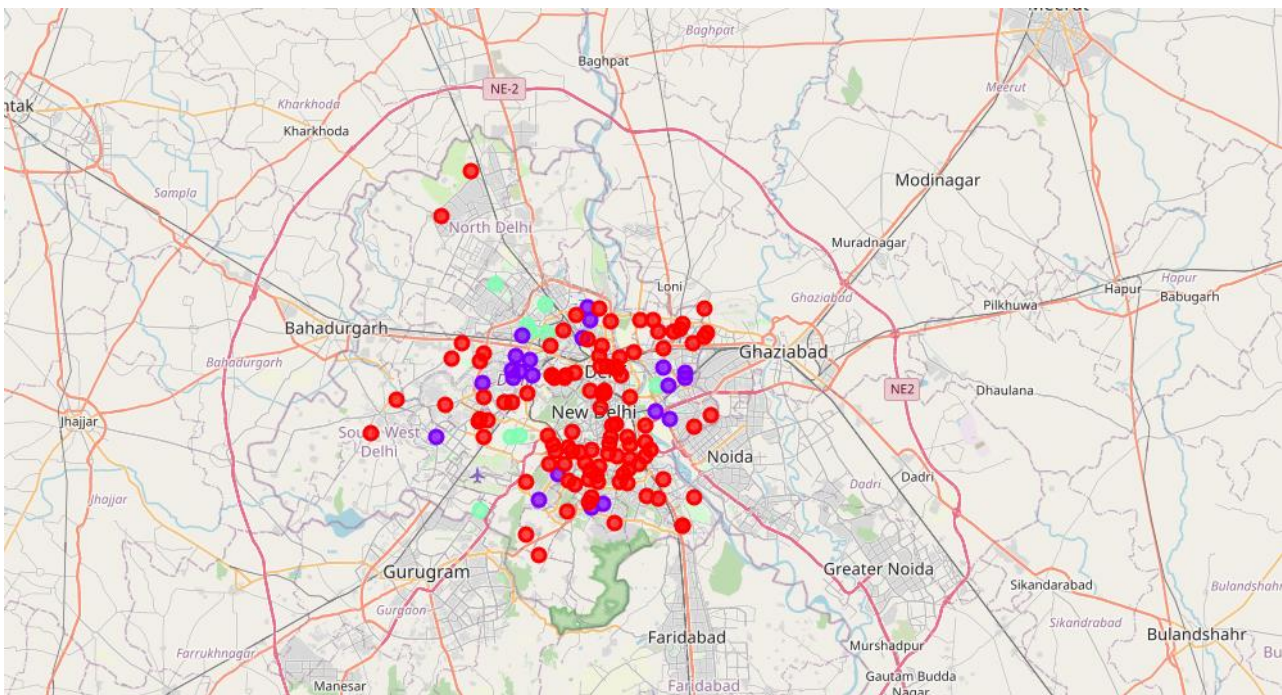 Meerut
Baghpat
Baghpat
ntak
NE-2
Kharkhoda
Kharkhoda
Meerut
Sampla
Modinagar
North Delhi
Muradnagar
Loni
Hapur
Hapur
Babugarh
Ghaziabad
Pilkhuwa
Bahadurgarh
Ghaziabad
Bahadurgarh
NE2
Dhaulana
New Delhi
Jhajjar
South West
Delhi
Noida
Dadri
Dadri
Jhajjar
Gurugram
Greater Noida
Sikandarabad
Bulandshahr
Gurgaon
Sikandarabad
Faridabad
Bulandshahr
Farrukhnagar
Murshadpur
Bu
Manesar
Faridabad
Gautam Budda
Nagar